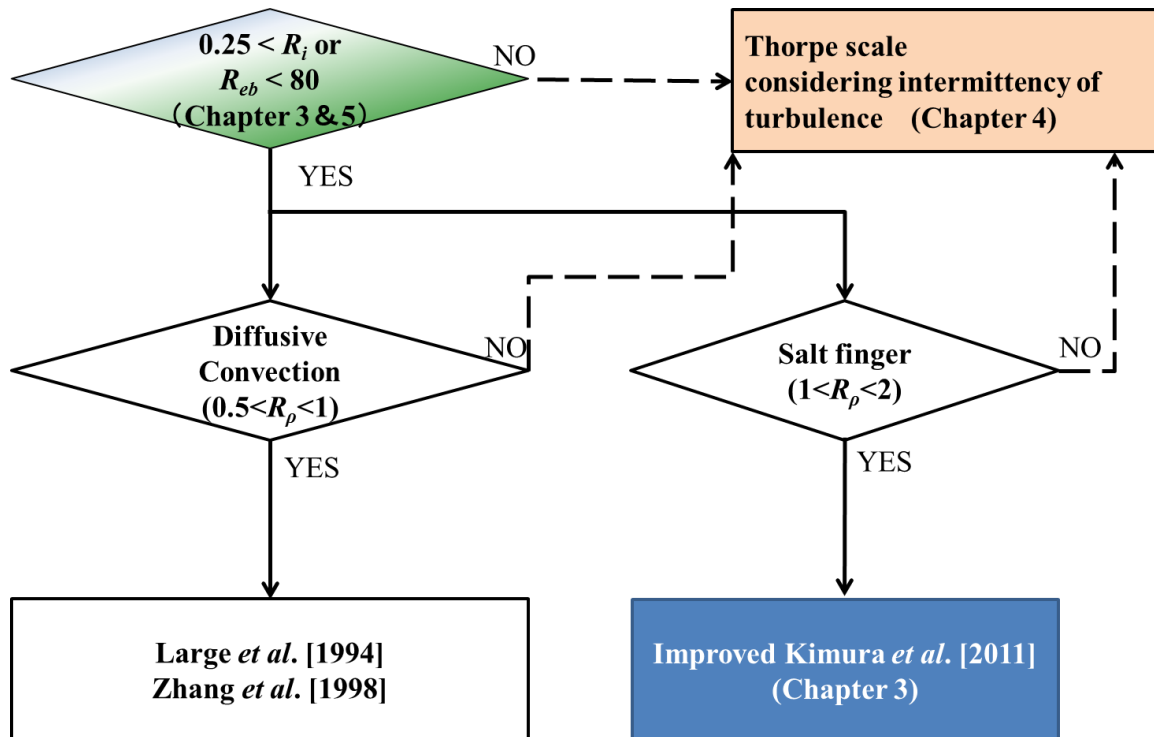 0.25 < Ri or
Reb < 80
（Chapter 3＆5）
NO
Thorpe scale
considering intermittency of
turbulence (Chapter 4)
YES
Diffusive
Convection
(0.5<Rρ<1)
NO
Salt finger
(1<Rρ<2)
NO
YES
YES
Large et al. [1994]
Zhang et al. [1998]
Improved Kimura et al. [2011]
(Chapter 3)